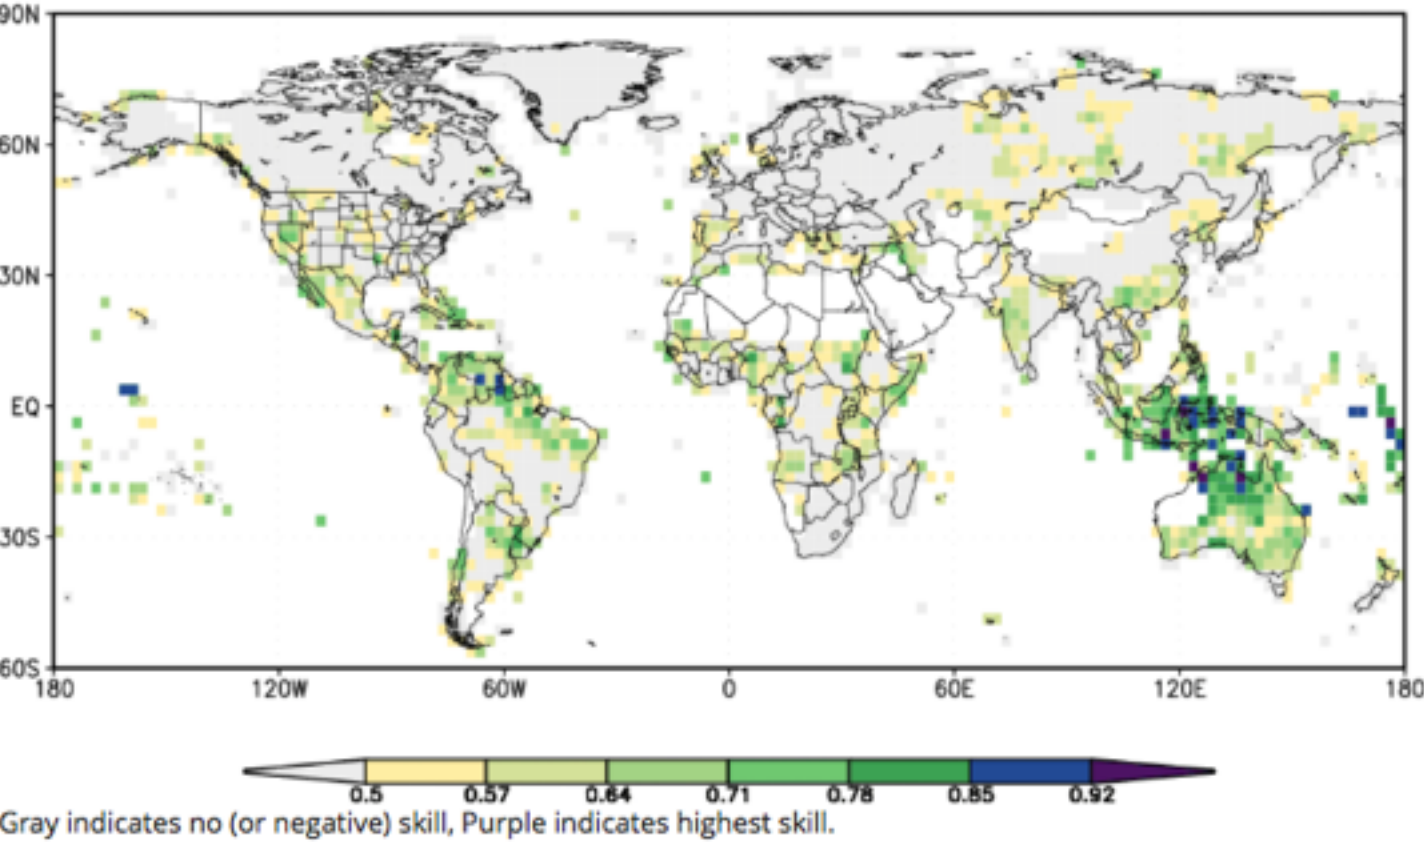 90N
60N
30N
EQ
30S
60S
180 120W 60W 0 60E 120E 180
0.5 0.57 0.64 0.71 0.78 0.85 0.92
Gray indicates no (or negative) skill, Purple indicates highest skill.